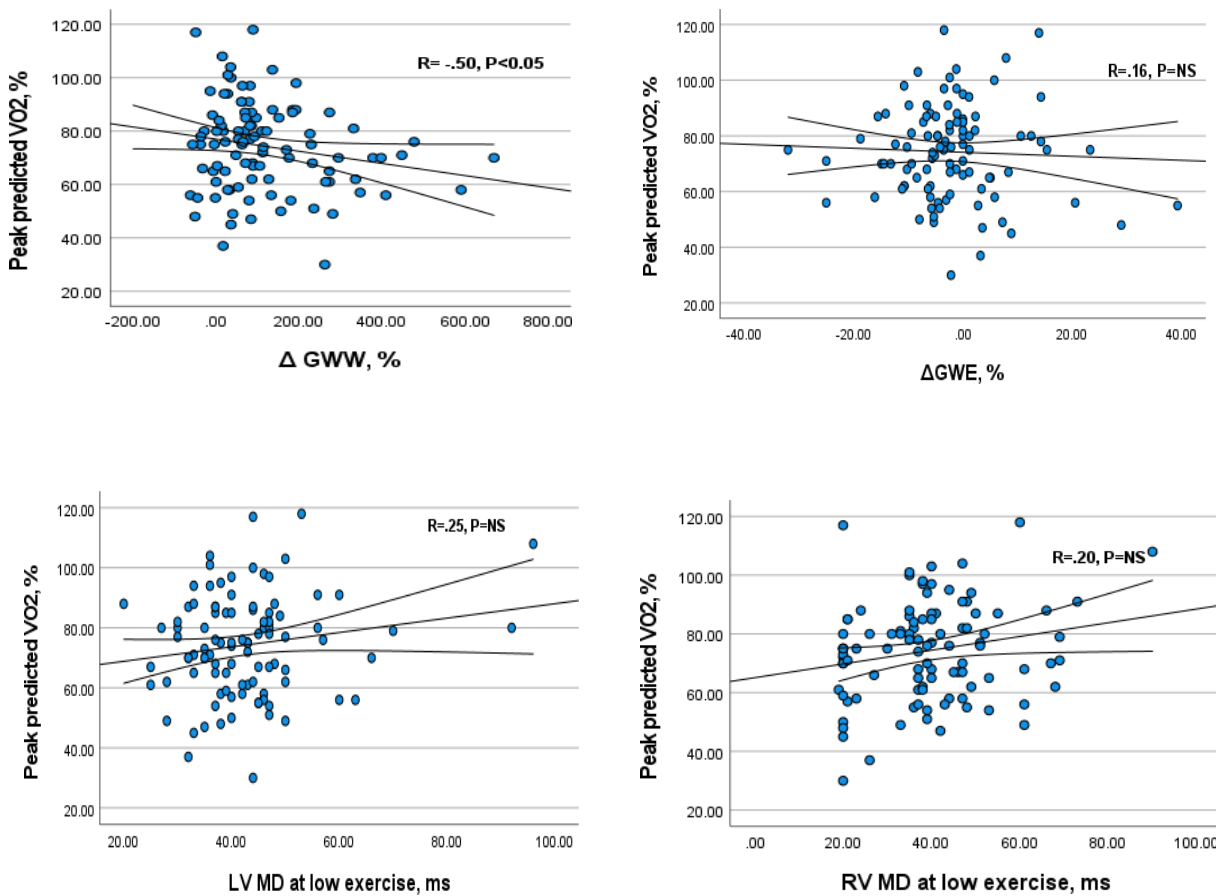 120.00
R= -.50, P<0.05
100.00
80.00
60.00
40.00
20.00
Peak predicted VO2, %
-200.00 .00 200.00 400.00 600.00 800.00
Δ GWW, %
120.00
R=.16, P=NS
100.00
80.00
60.00
40.00
20.00
Peak predicted VO2, %
-40.00 -20.00 .00 20.00 40.00
ΔGWE, %
120.00
R=.25, P=NS
100.00
80.00
60.00
40.00
20.00
Peak predicted VO2, %
20.00 40.00 60.00 80.00 100.00
LV MD at low exercise, ms
120.00
R=.20, P=NS
100.00
80.00
60.00
40.00
20.00
Peak predicted VO2, %
.00 20.00 40.00 60.00 80.00 100.00
RV MD at low exercise, ms